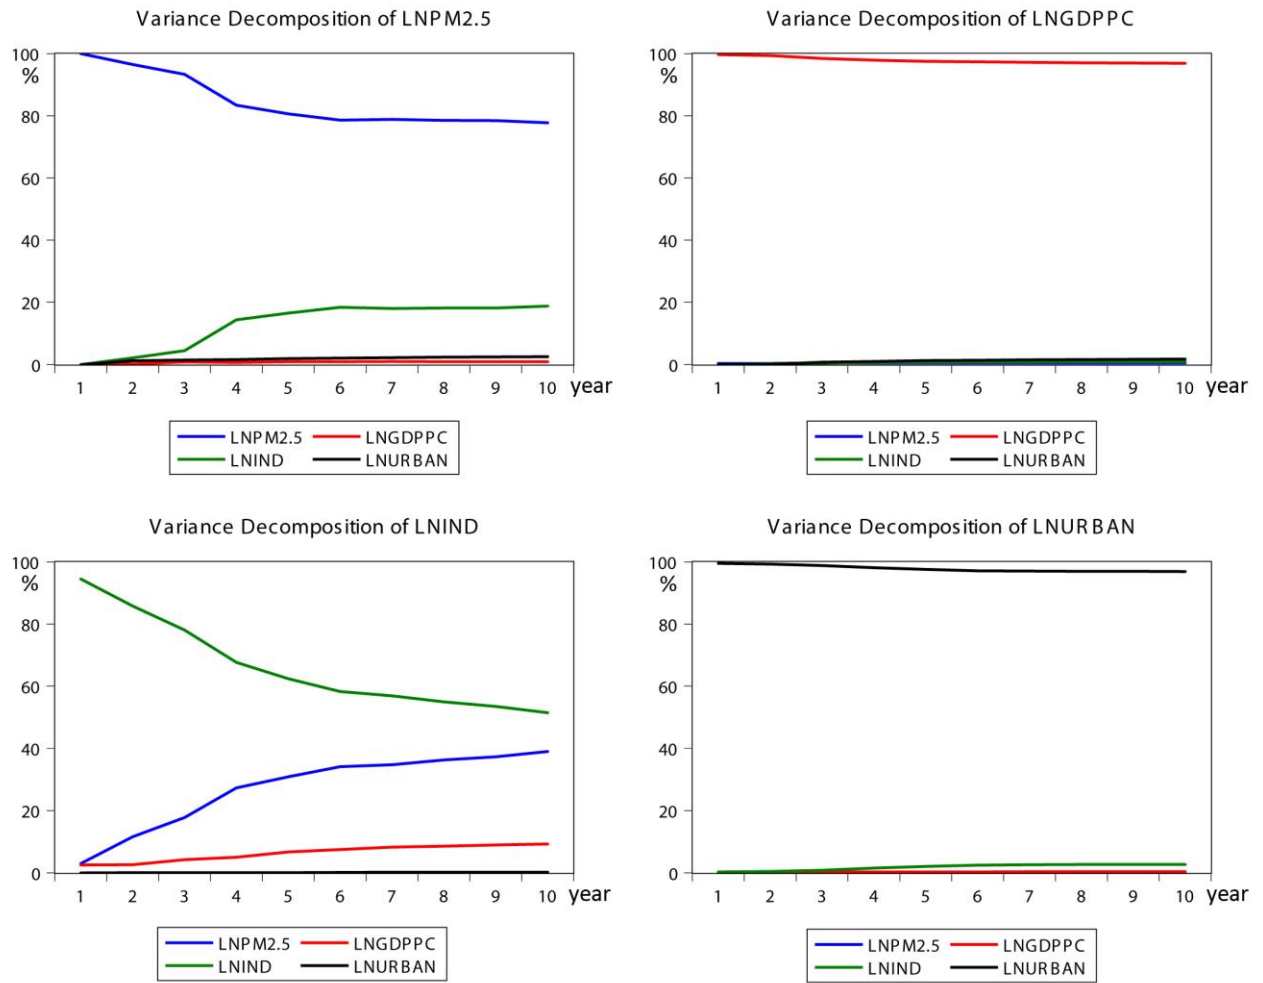 Variance Decomposition of LNPM2.5
100
%
80
60
40
20
0
1 2 3 4 5 6 7 8 9 10 year
LNPM2.5 LNGDPPC
LNIND LNURBAN
Variance Decomposition of LNGDPPC
100
%
80
60
40
20
0
1 2 3 4 5 6 7 8 9 10 year
LNPM2.5 LNGDPPC
LNIND LNURBAN
Variance Decomposition of LNIND
100
%
80
60
40
20
0
1 2 3 4 5 6 7 8 9 10 year
LNPM2.5 LNGDPPC
LNIND LNURBAN
Variance Decomposition of LNURBAN
100
%
80
60
40
20
0
1 2 3 4 5 6 7 8 9 10 year
LNPM2.5 LNGDPPC
LNIND LNURBAN